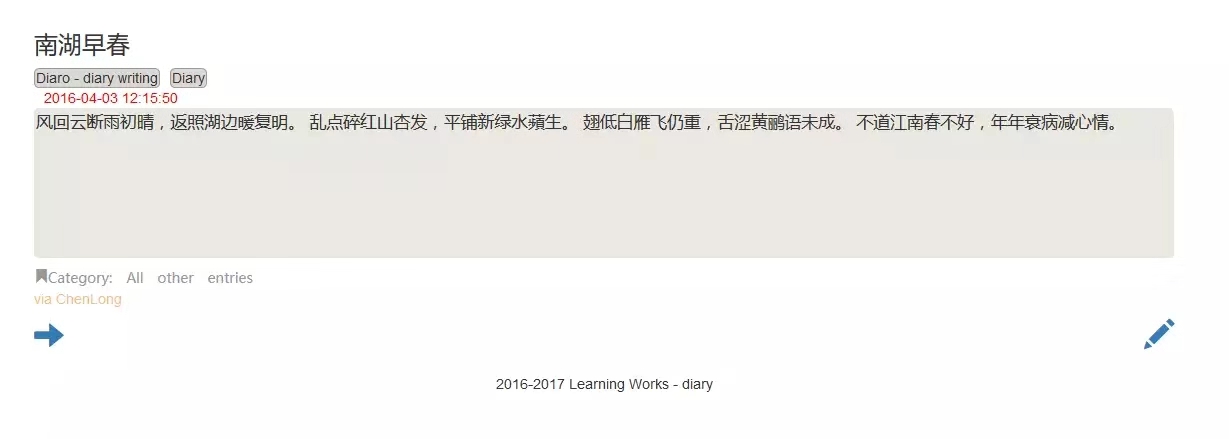 南湖早春
Diaro - diary writing Diary
2016-04-03 12:15:50
风回云断雨初晴，返照湖边暖复明。 乱点碎红山杏发，平铺新绿水蘋生。 翅低白雁飞仍重，舌涩黄鹂语未成。 不道江南春不好，年年衰病减心情。
Category: All other entries
via ChenLong
2016-2017 Learning Works - diary